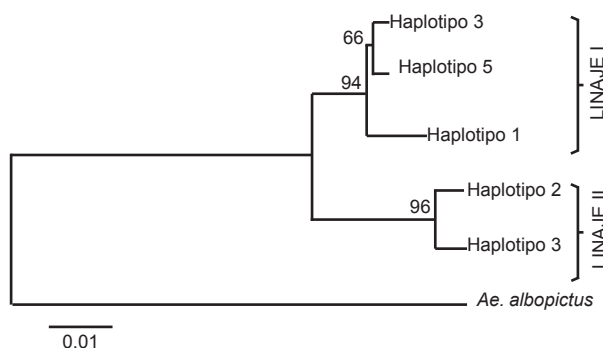 Haplotipo 3
66
Haplotipo 5
94
Haplotipo 1
LINAJE I
Haplotipo 2
96
Haplotipo 3
LINAJE II
Ae. albopictus
0.01